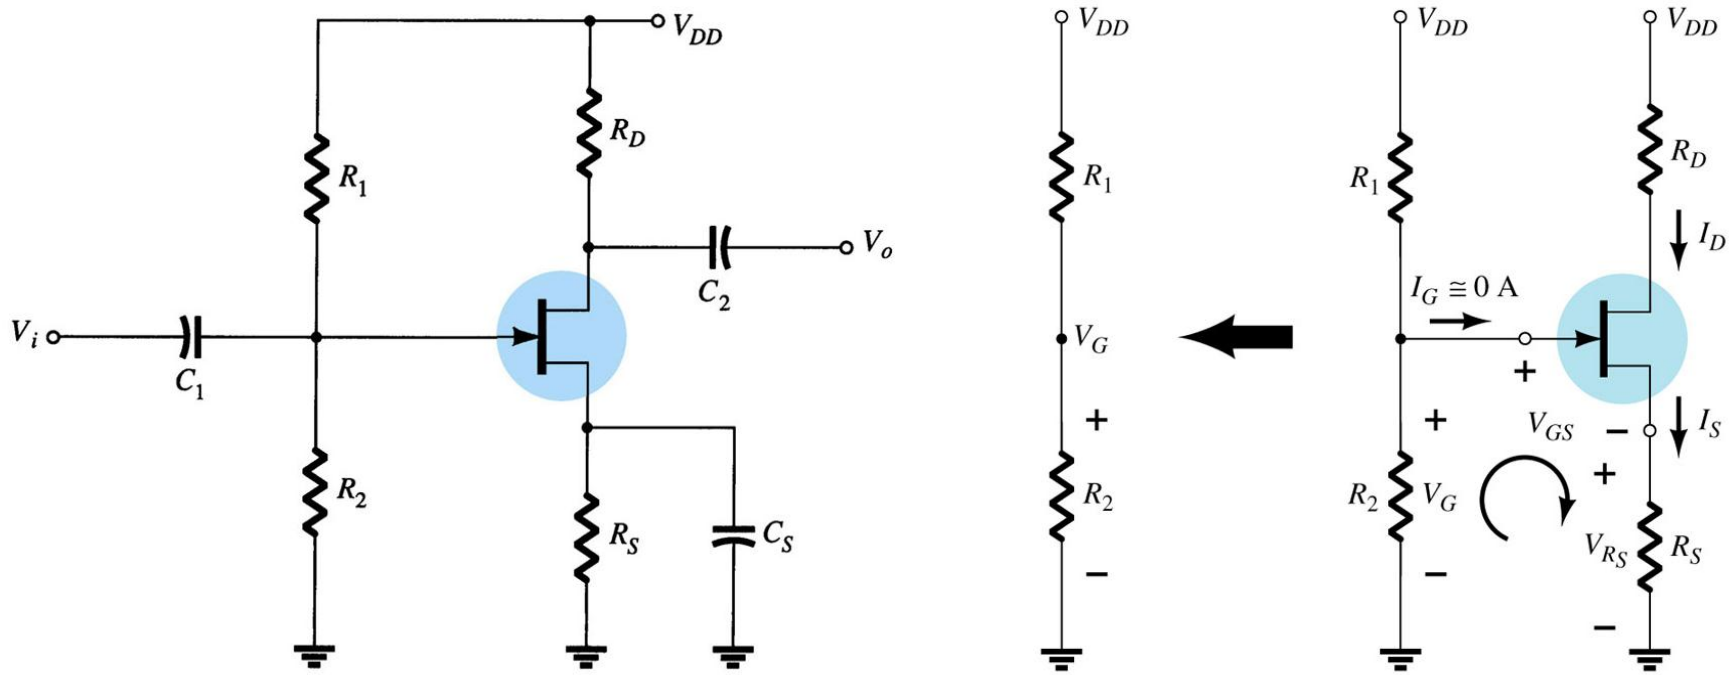 V_DD
R_D
R_1
V_o
C_2
V_i
C_1
R_2
R_S
C_S
V_DD
R_1
V_G
+
R_2
−
V_DD
V_DD
R_D
R_1
I_D
I_G ≅ 0 A
+
+
V_GS
−
I_S
+
R_2
V_G
V_RS
R_S
−
−